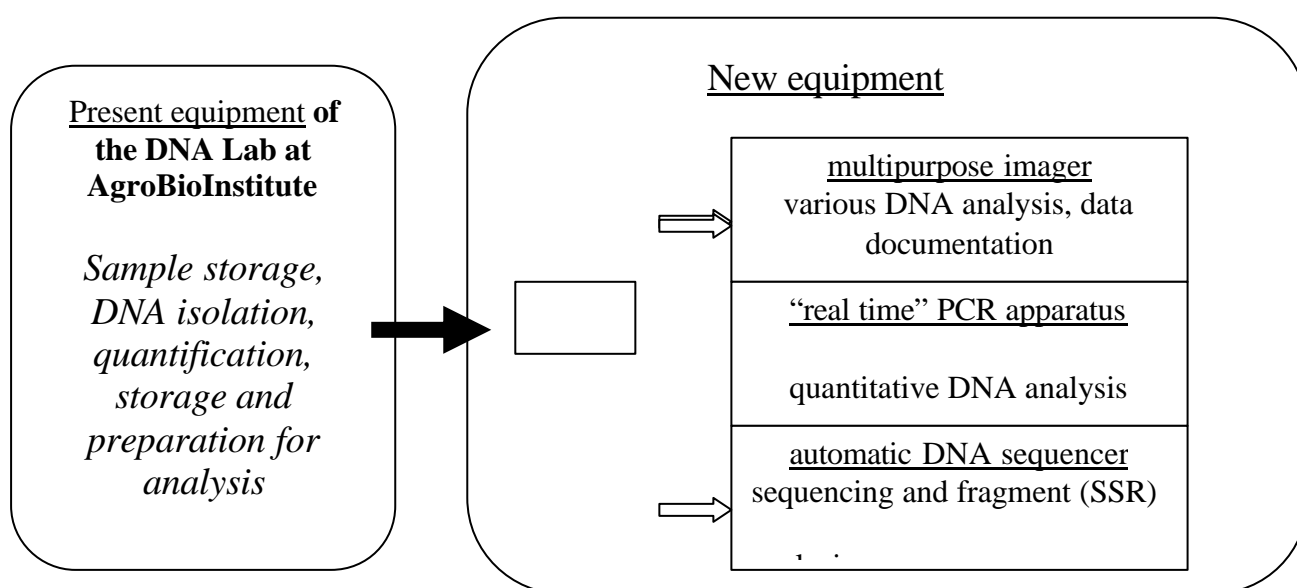 Present equipment of
the DNA Lab at
AgroBioInstitute
Sample storage,
DNA isolation,
quantification,
storage and
preparation for
analysis
New equipment
multipurpose imager
various DNA analysis, data
documentation
“real time” PCR apparatus
quantitative DNA analysis
automatic DNA sequencer
sequencing and fragment (SSR)